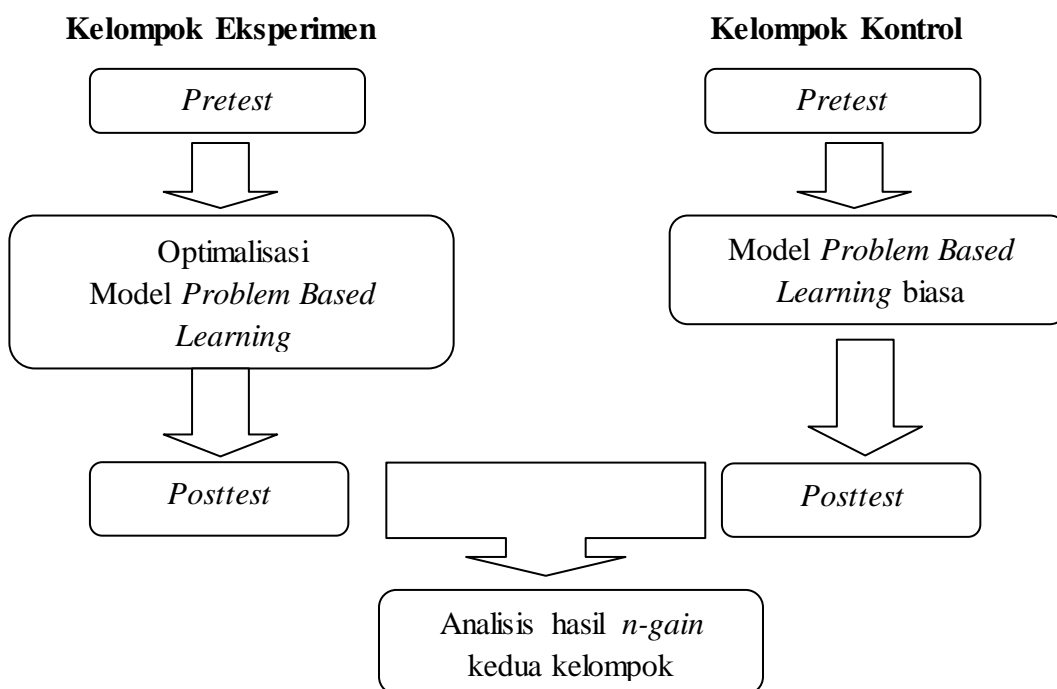 Kelompok Eksperimen
Kelompok Kontrol
Pretest
Pretest
Optimalisasi
Model Problem Based
Learning
Model Problem Based
Learning biasa
Posttest
Posttest
Analisis hasil n-gain
kedua kelompok